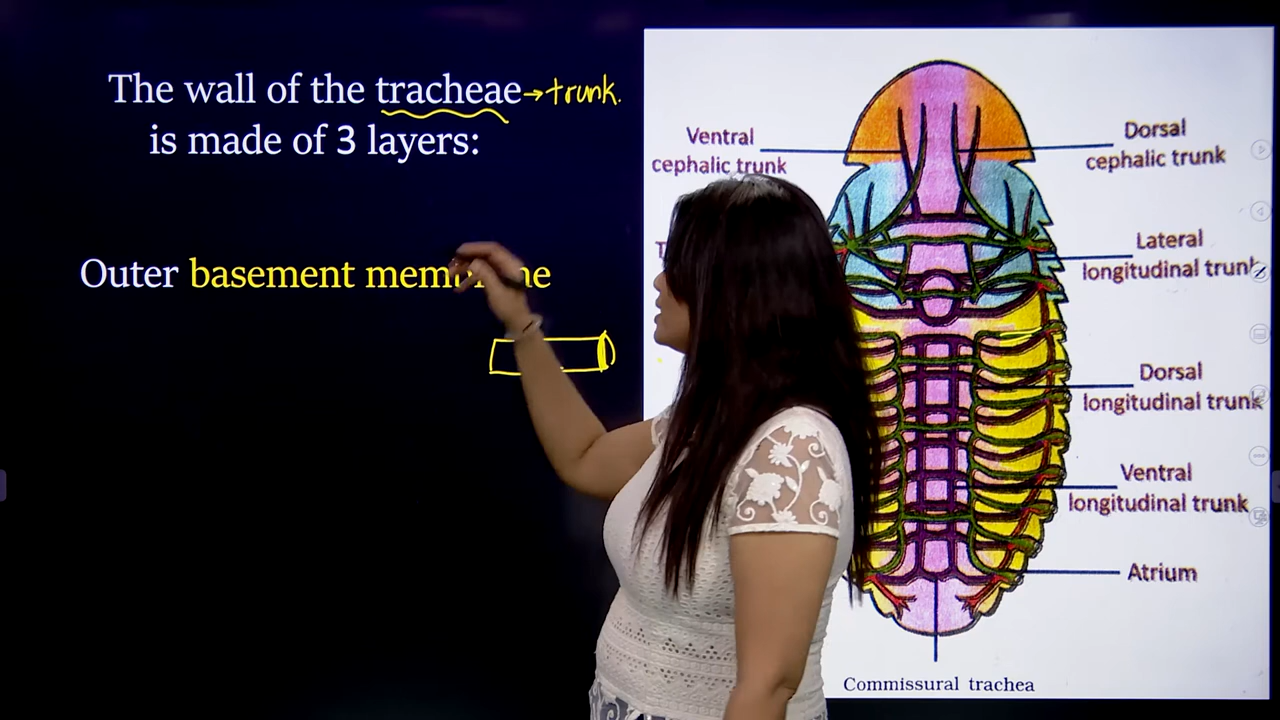 The wall of the tracheae→trunk.
is made of 3 layers:
Outer basement membrane
Ventral
cephalic trunk
Dorsal
cephalic trunk
Lateral
longitudinal trunk
Dorsal
longitudinal trunk
Ventral
longitudinal trunk
Atrium
Commissural trachea